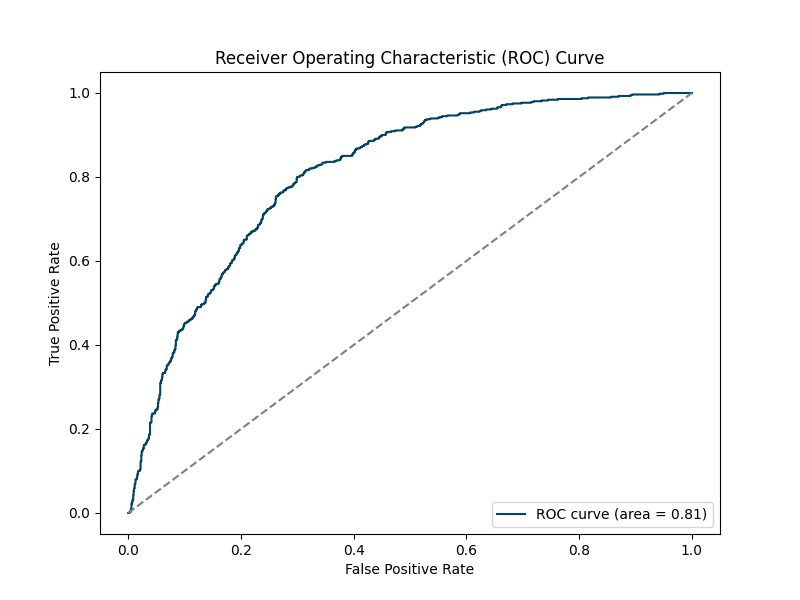 Receiver Operating Characteristic (ROC) Curve
True Positive Rate
1.0
0.8
0.6
0.4
0.2
0.0
ROC curve (area = 0.81)
0.0 0.2 0.4 0.6 0.8 1.0
False Positive Rate